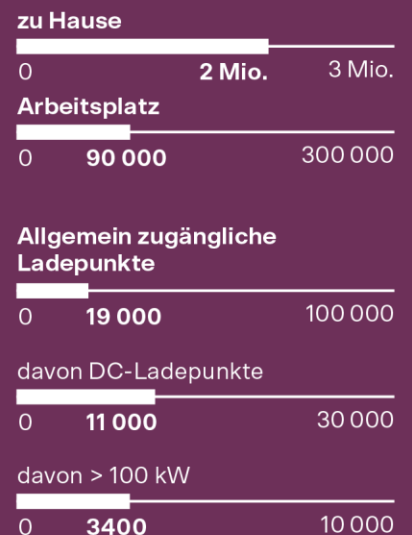 zu Hause
0 2 Mio. 3 Mio.
Arbeitsplatz
0 90 000 300 000
Allgemein zugängliche
Ladepunkte
0 19 000 100 000
davon DC-Ladepunkte
0 11 000 30 000
davon > 100 kW
0 3400 10 000